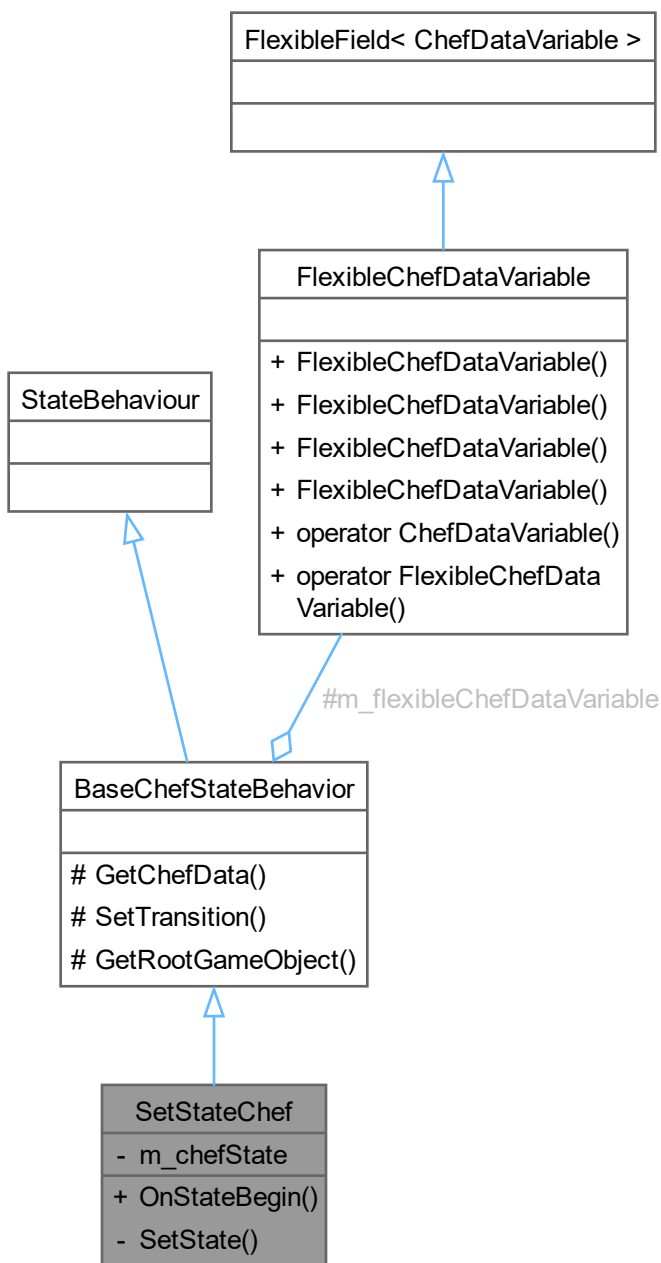 FlexibleField< ChefDataVariable >
FlexibleChefDataVariable
+ FlexibleChefDataVariable()
+ FlexibleChefDataVariable()
+ FlexibleChefDataVariable()
+ FlexibleChefDataVariable()
+ operator ChefDataVariable()
+ operator FlexibleChefData
Variable()
StateBehaviour
#m_flexibleChefDataVariable
BaseChefStateBehavior
# GetChefData()
# SetTransition()
# GetRootGameObject()
SetStateChef
- m_chefState
+ OnStateBegin()
- SetState()